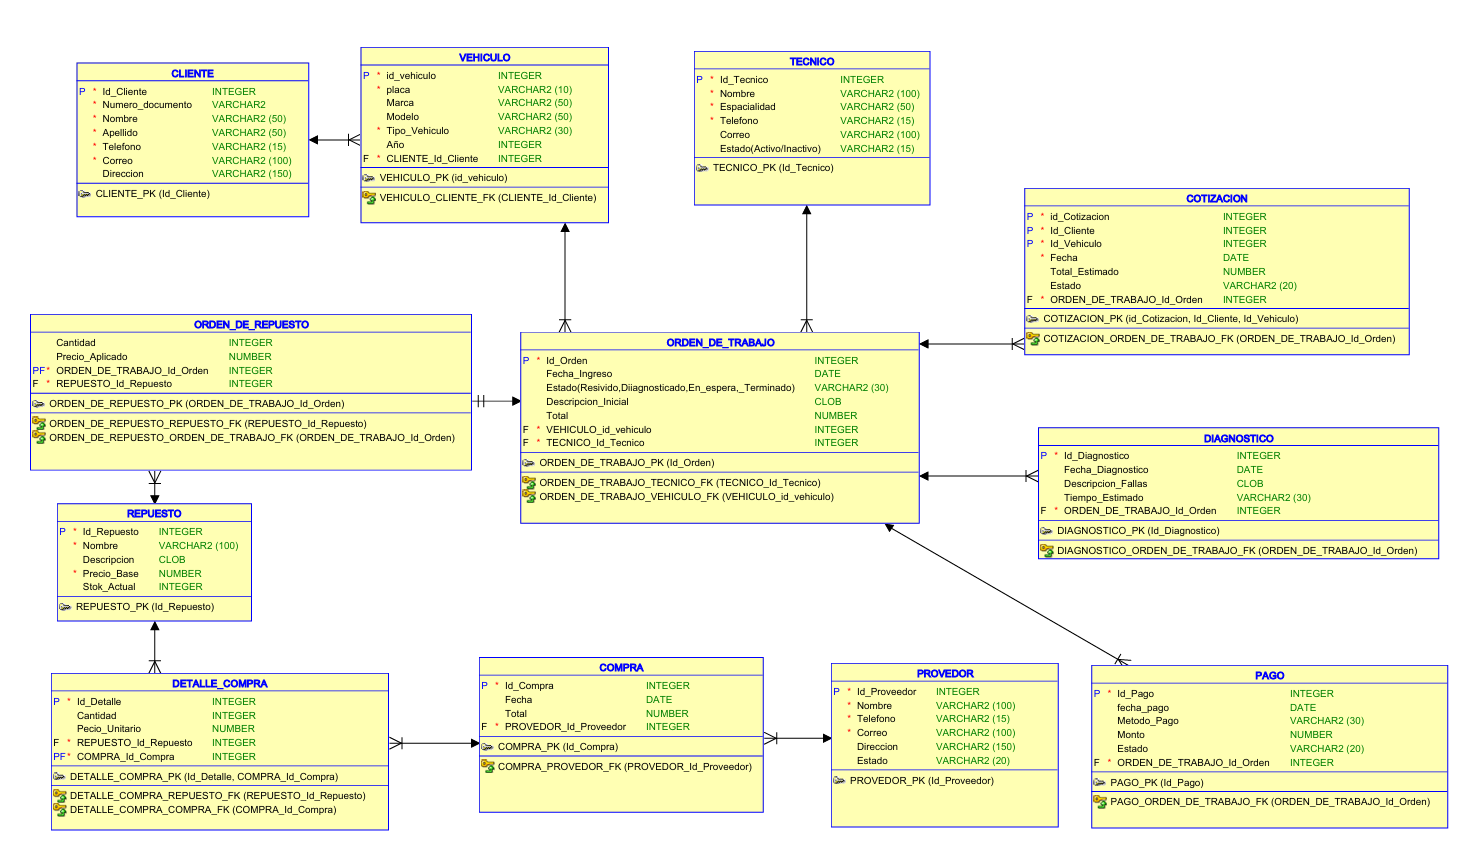 CLIENTE
P * Id_Cliente INTEGER
* Numero_documento VARCHAR2
* Nombre VARCHAR2 (50)
* Apellido VARCHAR2 (50)
* Telefono VARCHAR2 (15)
* Correo VARCHAR2 (100)
Direccion VARCHAR2 (150)
CLIENTE_PK (Id_Cliente)
VEHICULO
P * id_vehiculo INTEGER
* placa VARCHAR2 (10)
Marca VARCHAR2 (50)
Modelo VARCHAR2 (50)
* Tipo_Vehiculo VARCHAR2 (30)
Año INTEGER
F * CLIENTE_Id_Cliente INTEGER
VEHICULO_PK (id_vehiculo)
VEHICULO_CLIENTE_FK (CLIENTE_Id_Cliente)
TECNICO
P * Id_Tecnico INTEGER
* Nombre VARCHAR2 (100)
* Espacialidad VARCHAR2 (50)
* Telefono VARCHAR2 (15)
Correo VARCHAR2 (100)
Estado(Activo/Inactivo) VARCHAR2 (15)
TECNICO_PK (Id_Tecnico)
COTIZACION
P * id_Cotizacion INTEGER
P * Id_Cliente INTEGER
P * Id_Vehiculo INTEGER
* Fecha DATE
Total_Estimado NUMBER
Estado VARCHAR2 (20)
F * ORDEN_DE_TRABAJO_Id_Orden INTEGER
COTIZACION_PK (id_Cotizacion, Id_Cliente, Id_Vehiculo)
COTIZACION_ORDEN_DE_TRABAJO_FK (ORDEN_DE_TRABAJO_Id_Orden)
ORDEN_DE_REPUESTO
Cantidad INTEGER
Precio_Aplicado NUMBER
PF* ORDEN_DE_TRABAJO_Id_Orden INTEGER
F * REPUESTO_Id_Repuesto INTEGER
ORDEN_DE_REPUESTO_PK (ORDEN_DE_TRABAJO_Id_Orden)
ORDEN_DE_REPUESTO_REPUESTO_FK (REPUESTO_Id_Repuesto)
ORDEN_DE_REPUESTO_ORDEN_DE_TRABAJO_FK (ORDEN_DE_TRABAJO_Id_Orden)
ORDEN_DE_TRABAJO
P * Id_Orden INTEGER
Fecha_Ingreso DATE
Estado(Resivido,Diiagnosticado,En_espera,_Terminado) VARCHAR2 (30)
Descripcion_Inicial CLOB
Total NUMBER
F * VEHICULO_id_vehiculo INTEGER
F * TECNICO_Id_Tecnico INTEGER
ORDEN_DE_TRABAJO_PK (Id_Orden)
ORDEN_DE_TRABAJO_TECNICO_FK (TECNICO_Id_Tecnico)
ORDEN_DE_TRABAJO_VEHICULO_FK (VEHICULO_id_vehiculo)
DIAGNOSTICO
P * Id_Diagnostico INTEGER
Fecha_Diagnostico DATE
Descripcion_Fallas CLOB
Tiempo_Estimado VARCHAR2 (30)
F * ORDEN_DE_TRABAJO_Id_Orden INTEGER
DIAGNOSTICO_PK (Id_Diagnostico)
DIAGNOSTICO_ORDEN_DE_TRABAJO_FK (ORDEN_DE_TRABAJO_Id_Orden)
REPUESTO
P * Id_Repuesto INTEGER
* Nombre VARCHAR2 (100)
Descripcion CLOB
* Precio_Base NUMBER
Stok_Actual INTEGER
REPUESTO_PK (Id_Repuesto)
DETALLE_COMPRA
P * Id_Detalle INTEGER
Cantidad INTEGER
Pecio_Unitario NUMBER
F * REPUESTO_Id_Repuesto INTEGER
PF* COMPRA_Id_Compra INTEGER
DETALLE_COMPRA_PK (Id_Detalle, COMPRA_Id_Compra)
DETALLE_COMPRA_REPUESTO_FK (REPUESTO_Id_Repuesto)
DETALLE_COMPRA_COMPRA_FK (COMPRA_Id_Compra)
COMPRA
P * Id_Compra INTEGER
Fecha DATE
Total NUMBER
F * PROVEDOR_Id_Proveedor INTEGER
COMPRA_PK (Id_Compra)
COMPRA_PROVEDOR_FK (PROVEDOR_Id_Proveedor)
PROVEDOR
P * Id_Proveedor INTEGER
* Nombre VARCHAR2 (100)
* Telefono VARCHAR2 (15)
* Correo VARCHAR2 (100)
Direccion VARCHAR2 (150)
Estado VARCHAR2 (20)
PROVEDOR_PK (Id_Proveedor)
PAGO
P * Id_Pago INTEGER
fecha_pago DATE
Metodo_Pago VARCHAR2 (30)
Monto NUMBER
Estado VARCHAR2 (20)
F * ORDEN_DE_TRABAJO_Id_Orden INTEGER
PAGO_PK (Id_Pago)
PAGO_ORDEN_DE_TRABAJO_FK (ORDEN_DE_TRABAJO_Id_Orden)